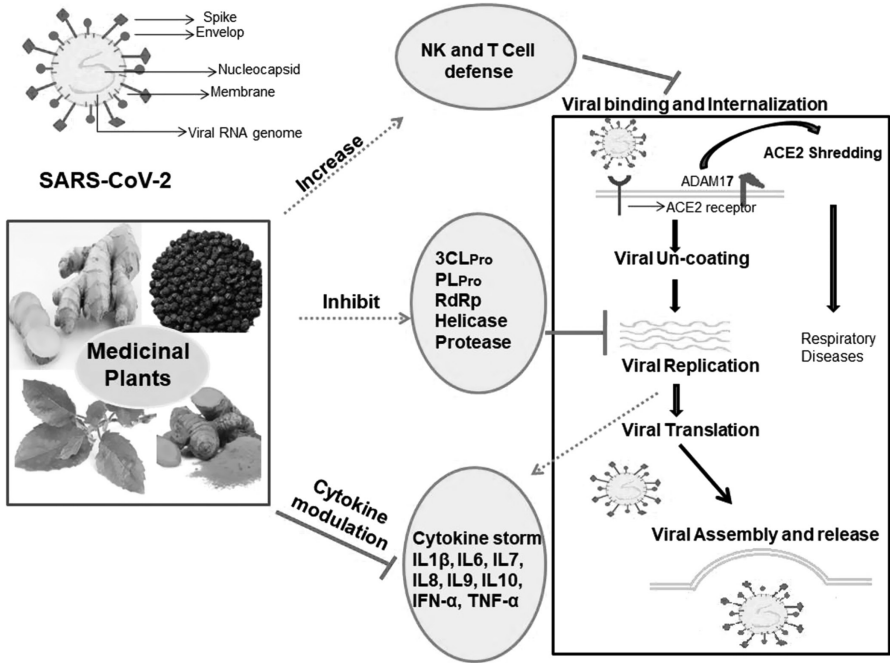 Spike
Envelop
Nucleocapsid
Membrane
Viral RNA genome
SARS-CoV-2
Medicinal
Plants
Increase
Inhibit
Cytokine
modulation
NK and T Cell
defense
3CLPro
PLPro
RdRp
Helicase
Protease
Cytokine storm
IL1β, IL6, IL7,
IL8, IL9, IL10,
IFN-α, TNF-α
Viral binding and Internalization
ACE2 Shredding
ADAM17
ACE2 receptor
Viral Un-coating
Respiratory
Diseases
Viral Replication
Viral Translation
Viral Assembly and release